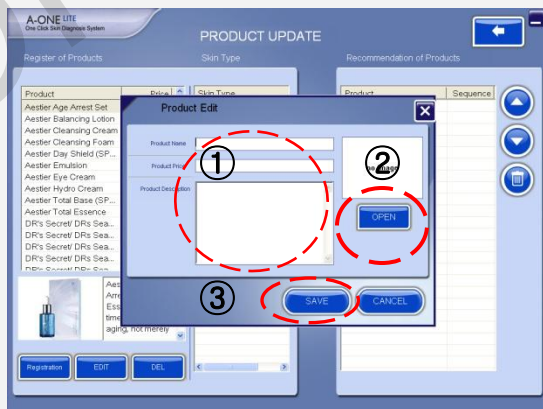 A-ONE LITE
One Click Skin Diagnosis System
PRODUCT UPDATE
Register of Products
Skin Type
Recommendation of Products
Product
Price
Skin Type
Product
Sequence
Aestier Age Arrest Set
Aestier Balancing Lotion
Aestier Cleansing Cream
Aestier Cleansing Foam
Aestier Day Shield (SP...
Aestier Emulsion
Aestier Eye Cream
Aestier Hydro Cream
Aestier Total Base (SP...
Aestier Total Essence
DR's Secret/ DRs Sea...
DR's Secret/ DRs Sea...
DR's Secret/ DRs Sea...
DR's Secret/ DRs Sea...
Product Edit
Product Name
Product Price
Product Description
①
②
OPEN
③
SAVE
CANCEL
Aes
Arre
Ess
time
aging, not merely
Registration
EDIT
DEL